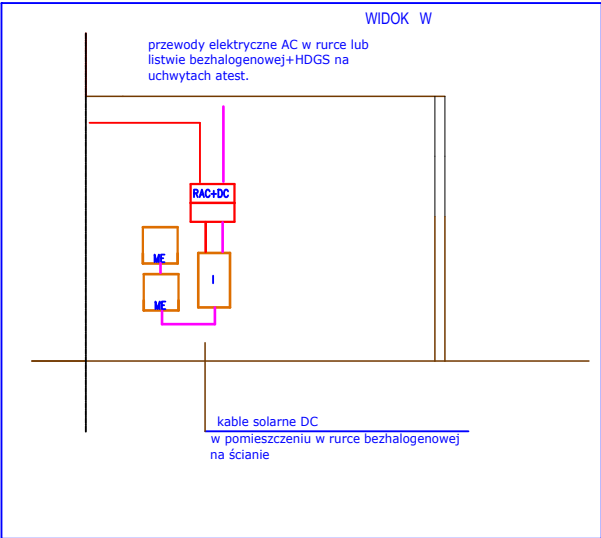 WIDOK W
przewody elektryczne AC w rurce lub
listwie bezhalogenowej+HDGS na
uchwytach atest.
RAC+DC
ME
I
ME
kable solarne DC
w pomieszczeniu w rurce bezhalogenowej
na ścianie